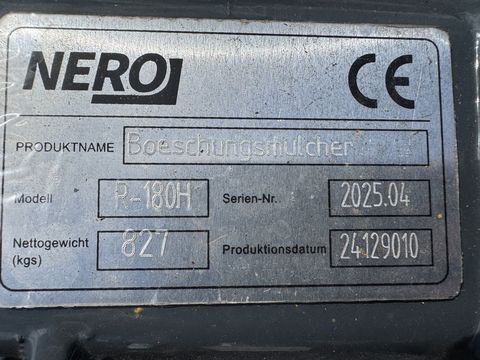 NERO CE
PRODUKTNAME Boeschungsmulcher
Modell R-180H Serien-Nr. 2025.04
Nettogewicht (kgs) 827 Produktionsdatum 24129010